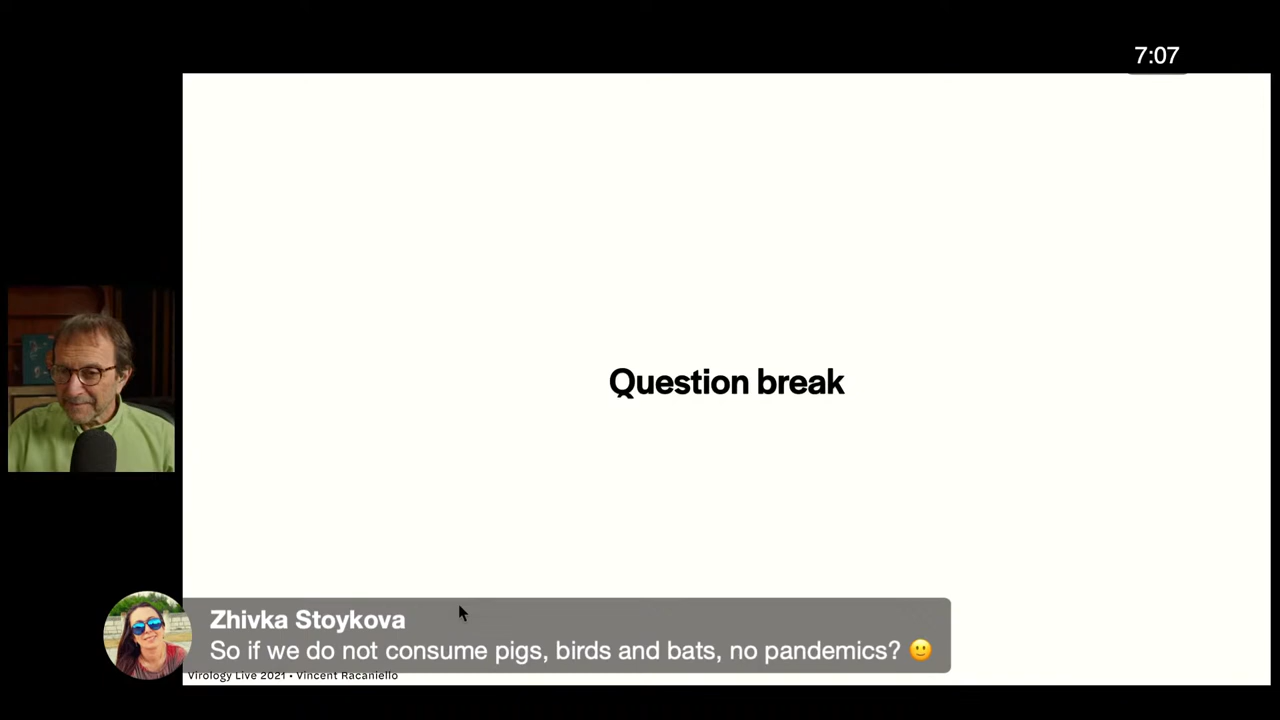 7:07
Question break
Zhivka Stoykova
So if we do not consume pigs, birds and bats, no pandemics? 🙂
Virology Live 2021 • Vincent Racaniello